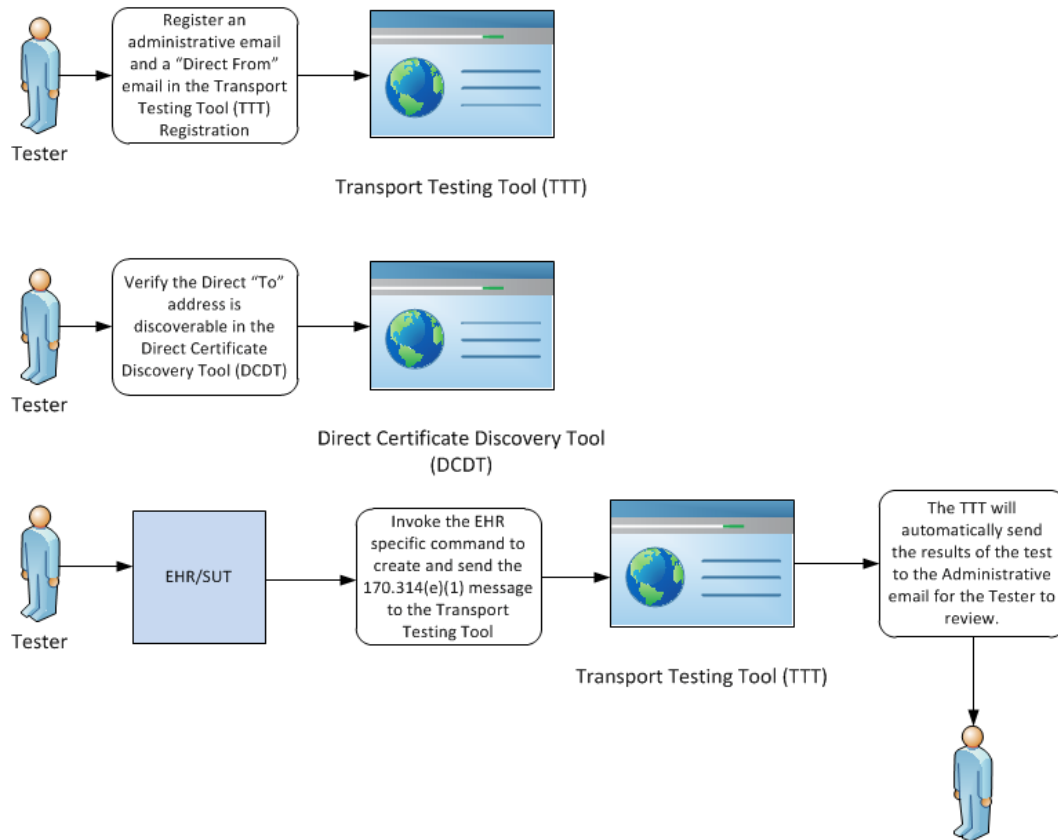 Register an
administrative email
and a “Direct From”
email in the Transport
Testing Tool (TTT)
Registration
Tester
Transport Testing Tool (TTT)
Verify the Direct “To”
address is
discoverable in the
Direct Certificate
Discovery Tool (DCDT)
Tester
Direct Certificate Discovery Tool
(DCDT)
Tester
EHR/SUT
Invoke the EHR
specific command to
create and send the
170.314(e)(1) message
to the Transport
Testing Tool
Transport Testing Tool (TTT)
The TTT will
automatically send
the results of the test
to the Administrative
email for the Tester to
review.